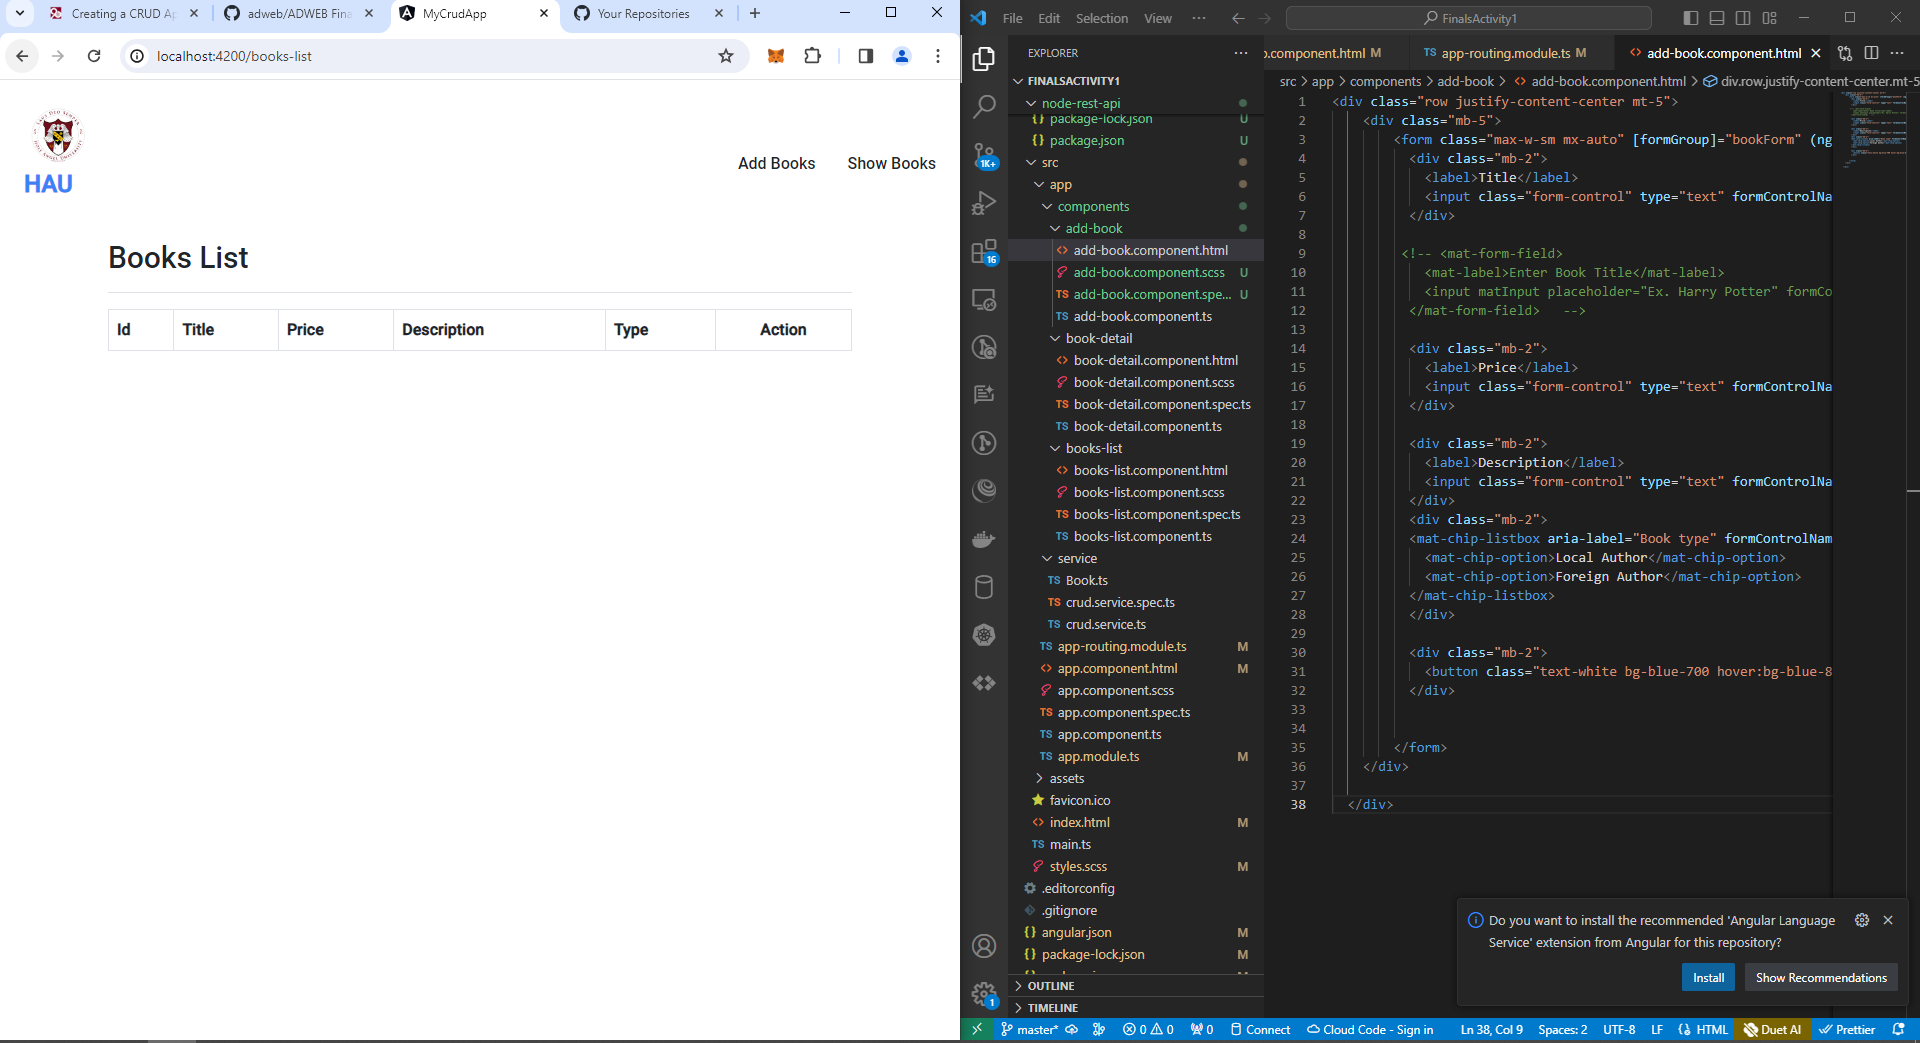 Creating a CRUD Ap
adweb/ADWEB Fina
MyCrudApp
Your Repositories
localhost:4200/books-list
HAU
Add Books
Show Books
Books List
Id Title Price Description Type Action
File Edit Selection View ···
FinalsActivity1
EXPLORER
FINALSACTIVITY1
node-rest-api
package-lock.json U
package.json U
src
app
components
add-book
add-book.component.html
add-book.component.scss U
add-book.component.spe... U
add-book.component.ts
book-detail
book-detail.component.html
book-detail.component.scss
book-detail.component.spec.ts
book-detail.component.ts
books-list
books-list.component.html
books-list.component.scss
books-list.component.spec.ts
books-list.component.ts
service
Book.ts
crud.service.spec.ts
crud.service.ts
app-routing.module.ts M
app.component.html M
app.component.scss
app.component.spec.ts
app.component.ts
app.module.ts M
assets
favicon.ico
index.html M
main.ts
styles.scss M
.editorconfig
.gitignore
angular.json M
package-lock.json M
OUTLINE
TIMELINE
1K+
16
1
p.component.html M
app-routing.module.ts M
add-book.component.html
src > app > components > add-book > add-book.component.html > div.row.justify-content-center.mt-5
1 <div class="row justify-content-center mt-5">
2 <div class="mb-5">
3 <form class="max-w-sm mx-auto" [formGroup]="bookForm" (ng
4 <div class="mb-2">
5 <label>Title</label>
6 <input class="form-control" type="text" formControlNa
7 </div>
8
9 <!-- <mat-form-field>
10 <mat-label>Enter Book Title</mat-label>
11 <input matInput placeholder="Ex. Harry Potter" formCo
12 </mat-form-field> -->
13
14 <div class="mb-2">
15 <label>Price</label>
16 <input class="form-control" type="text" formControlNa
17 </div>
18
19 <div class="mb-2">
20 <label>Description</label>
21 <input class="form-control" type="text" formControlNa
22 </div>
23 <div class="mb-2">
24 <mat-chip-listbox aria-label="Book type" formControlNam
25 <mat-chip-option>Local Author</mat-chip-option>
26 <mat-chip-option>Foreign Author</mat-chip-option>
27 </mat-chip-listbox>
28 </div>
29
30 <div class="mb-2">
31 <button class="text-white bg-blue-700 hover:bg-blue-8
32 </div>
33
34
35 </form>
36 </div>
37
38 </div>
Do you want to install the recommended 'Angular Language
Service' extension from Angular for this repository?
Install
Show Recommendations
master* 0 0 0 Connect Cloud Code - Sign in Ln 38, Col 9 Spaces: 2 UTF-8 LF HTML Duet AI Prettier